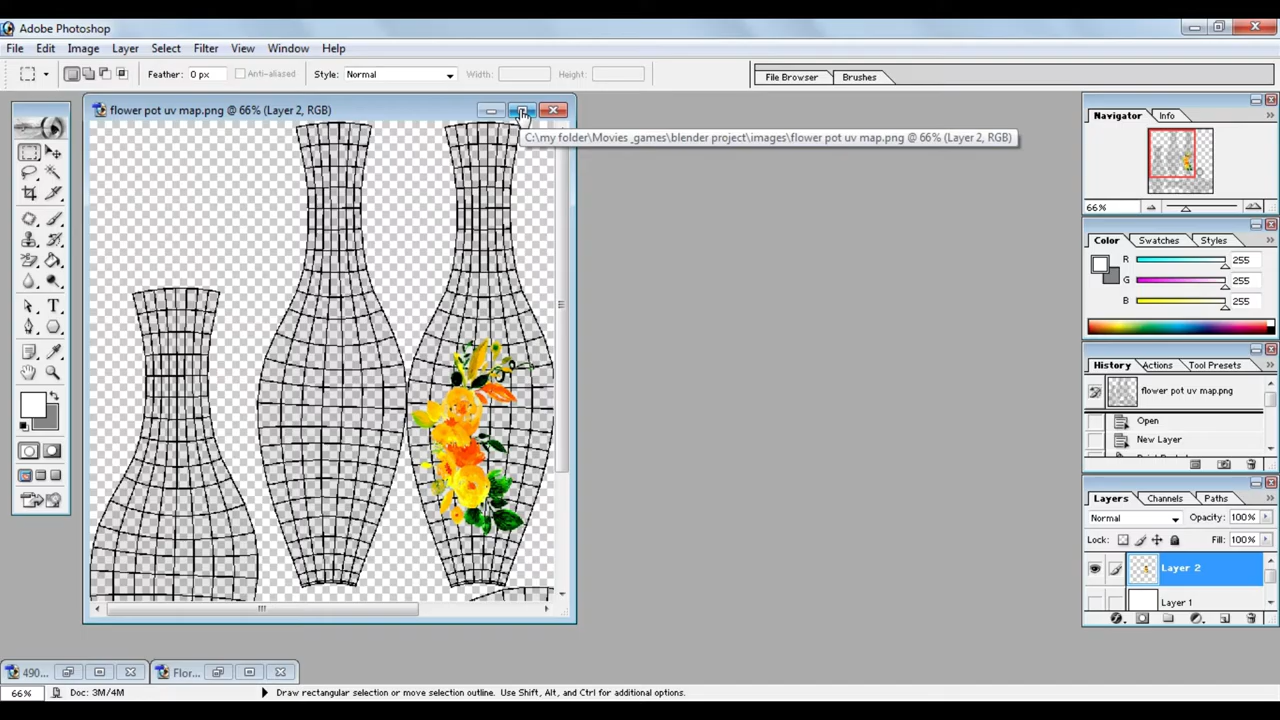 Adobe Photoshop
File Edit Image Layer Select Filter View Window Help
Feather: 0 px Anti-aliased Style: Normal Width: Height: File Browser Brushes
flower pot uv map.png @ 66% (Layer 2, RGB)
C:\my folder\Movies _games\blender project\images\flower pot uv map.png @ 66% (Layer 2, RGB)
Navigator Info
66%
Color Swatches Styles
R 255
G 255
B 255
History Actions Tool Presets
flower pot uv map.png
Open
New Layer
Layers Channels Paths
Normal Opacity: 100%
Lock: Fill: 100%
Layer 2
Layer 1
490... Flor...
66% Doc: 3M/4M Draw rectangular selection or move selection outline. Use Shift, Alt, and Ctrl for additional options.